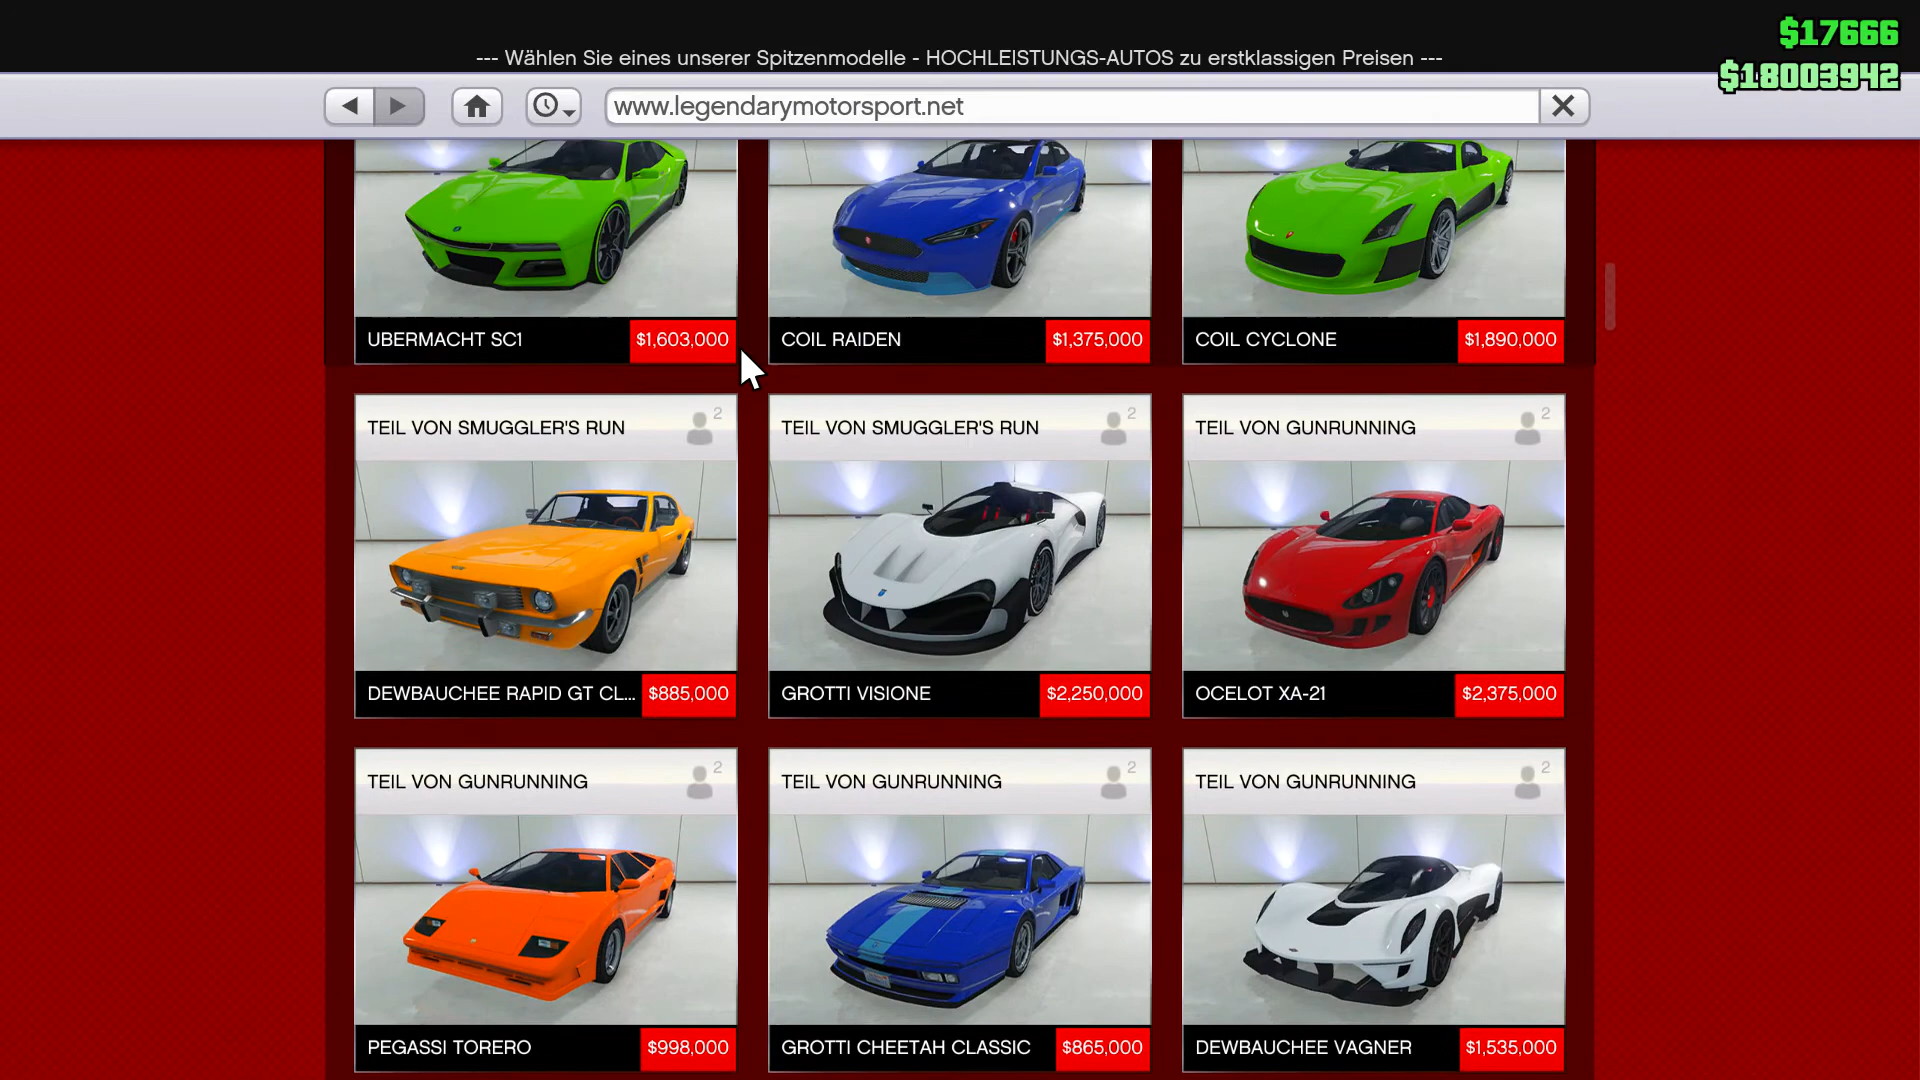 $17666
--- Wählen Sie eines unserer Spitzenmodelle - HOCHLEISTUNGS-AUTOS zu erstklassigen Preisen ---
$18003942
www.legendarymotorsport.net
UBERMACHT SC1 $1,603,000
COIL RAIDEN $1,375,000
COIL CYCLONE $1,890,000
TEIL VON SMUGGLER'S RUN 2
TEIL VON SMUGGLER'S RUN 2
TEIL VON GUNRUNNING 2
DEWBAUCHEE RAPID GT CL... $885,000
GROTTI VISIONE $2,250,000
OCELOT XA-21 $2,375,000
TEIL VON GUNRUNNING 2
TEIL VON GUNRUNNING 2
TEIL VON GUNRUNNING 2
PEGASSI TORERO $998,000
GROTTI CHEETAH CLASSIC $865,000
DEWBAUCHEE VAGNER $1,535,000